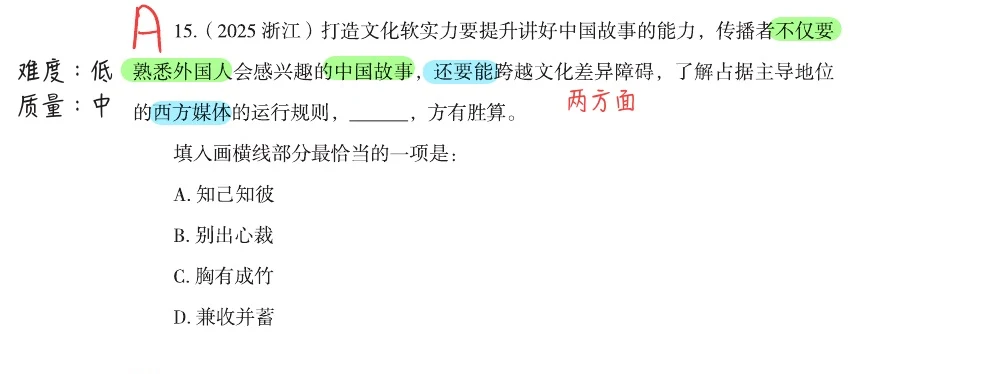 A 15.（2025 浙江）打造文化软实力要提升讲好中国故事的能力，传播者不仅要
难度：低 熟悉外国人会感兴趣的中国故事，还要能跨越文化差异障碍，了解占据主导地位
质量：中 的西方媒体的运行规则，______，方有胜算。 两方面
填入画横线部分最恰当的一项是：
A. 知己知彼
B. 别出心裁
C. 胸有成竹
D. 兼收并蓄